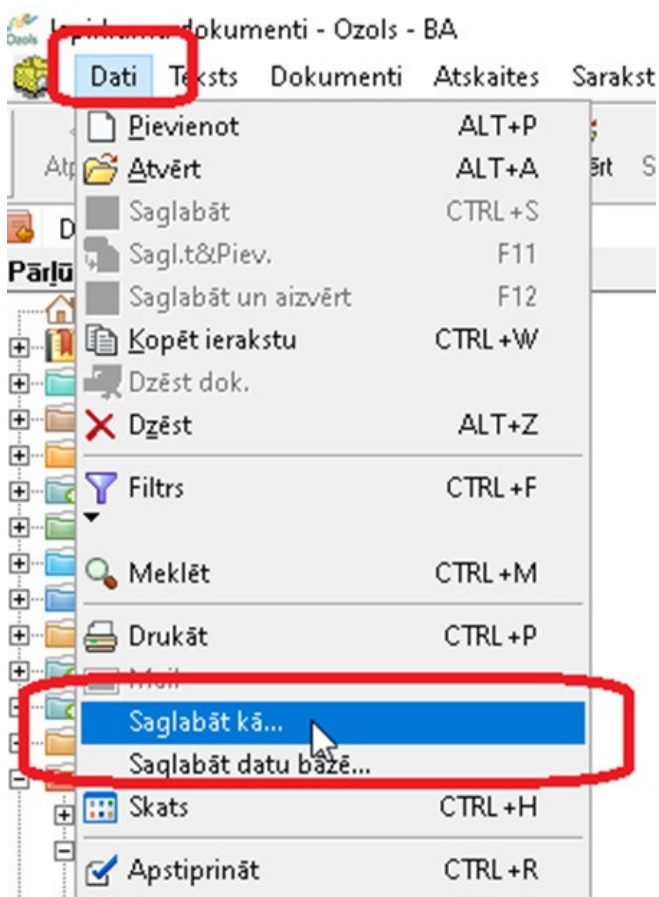 Ozols dokumenti - Ozols - BA
Dati Teksts Dokumenti Atskaites Sarakst
Pievienot ALT+P
Atp Atvērt ALT+A ērt S
Saglabāt CTRL+S
D Sagl.t&Piev. F11
Pārlū Saglabāt un aizvērt F12
Kopēt ierakstu CTRL+W
Dzēst dok.
Dzēst ALT+Z
Filtrs CTRL+F
Meklēt CTRL+M
Drukāt CTRL+P
Mail
Saglabāt kā...
Saglabāt datu bāzē...
Skats CTRL+H
Apstiprināt CTRL+R